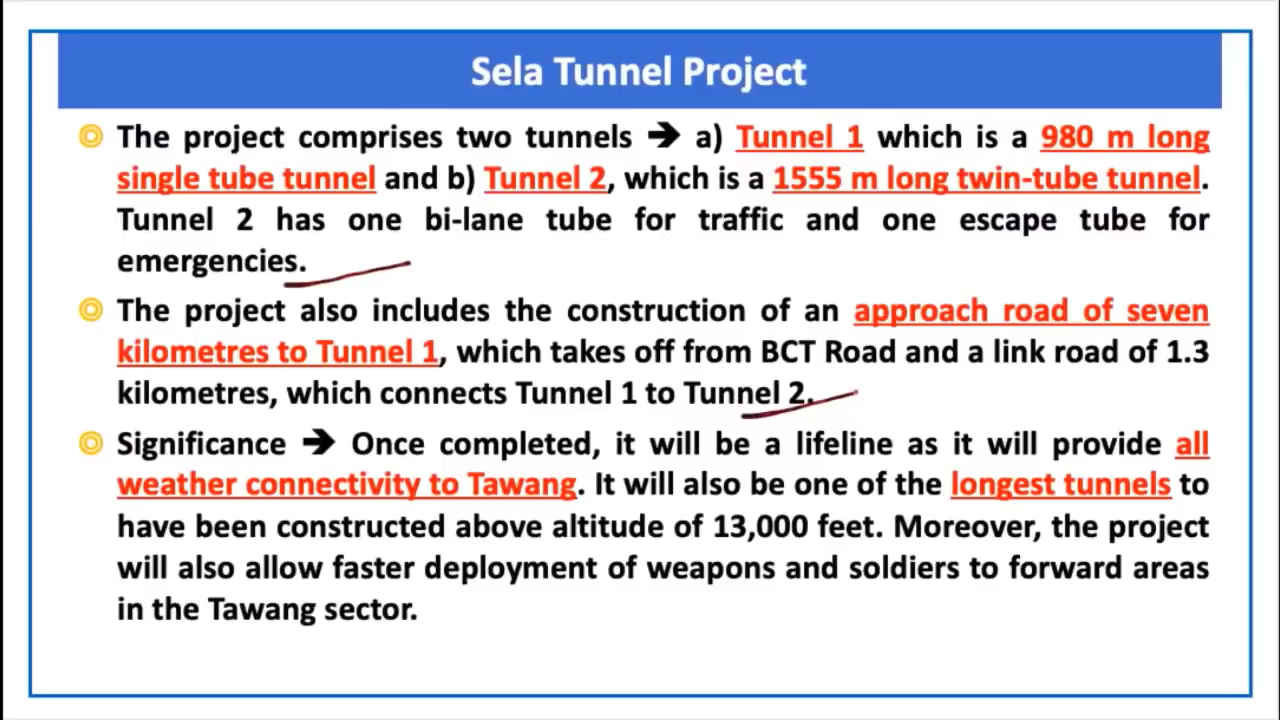 Sela Tunnel Project
The project comprises two tunnels → a) Tunnel 1 which is a 980 m long
single tube tunnel and b) Tunnel 2, which is a 1555 m long twin-tube tunnel.
Tunnel 2 has one bi-lane tube for traffic and one escape tube for
emergencies.
The project also includes the construction of an approach road of seven
kilometres to Tunnel 1, which takes off from BCT Road and a link road of 1.3
kilometres, which connects Tunnel 1 to Tunnel 2.
Significance → Once completed, it will be a lifeline as it will provide all
weather connectivity to Tawang. It will also be one of the longest tunnels to
have been constructed above altitude of 13,000 feet. Moreover, the project
will also allow faster deployment of weapons and soldiers to forward areas
in the Tawang sector.